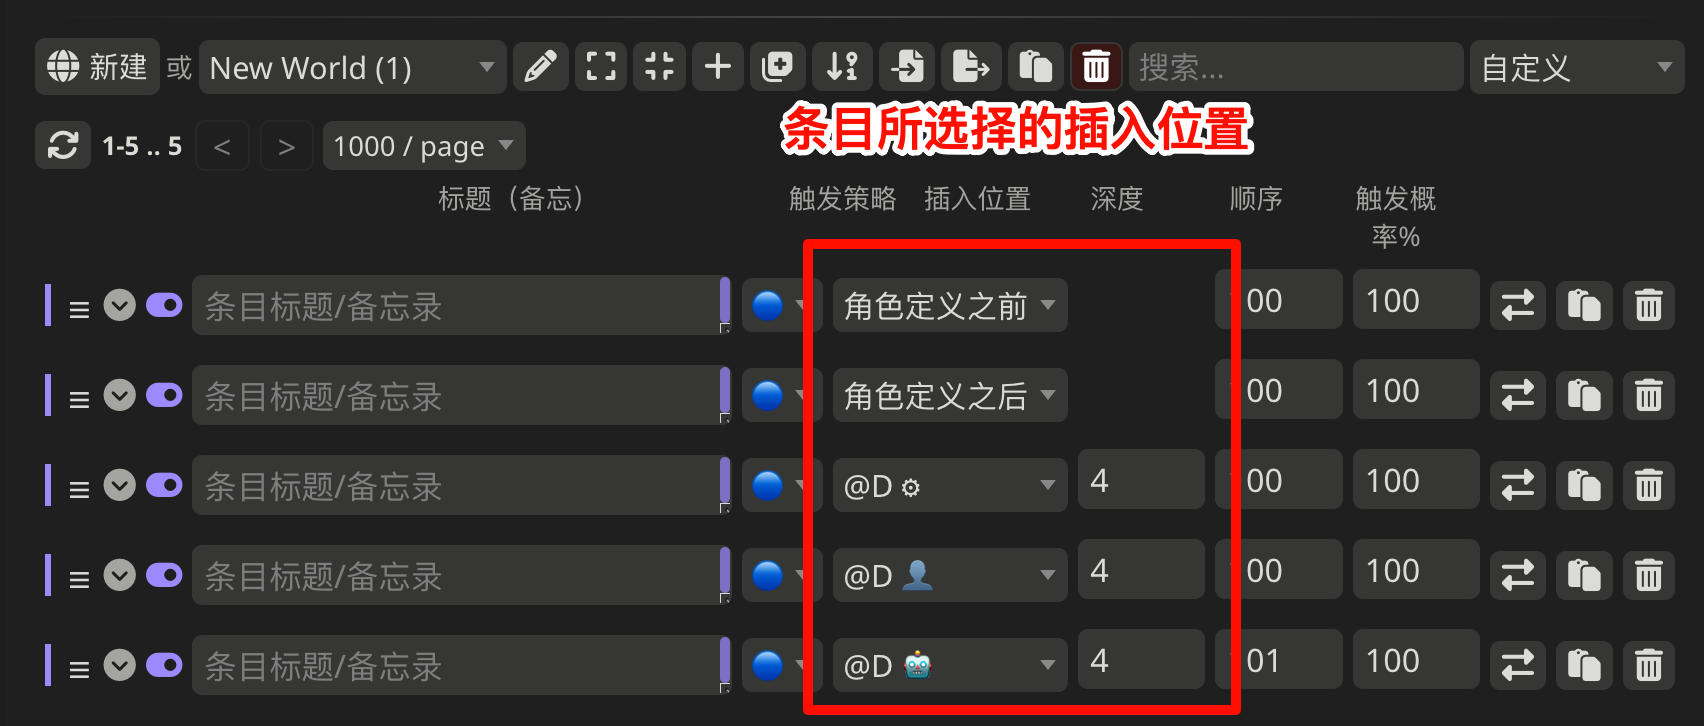 新建 或 New World (1) 搜索... 自定义
条目所选择的插入位置
1-5 .. 5 < > 1000 / page
标题（备忘） 触发策略 插入位置 深度 顺序 触发概率%
条目标题/备忘录 角色定义之前 00 100
条目标题/备忘录 角色定义之后 00 100
条目标题/备忘录 @D ⚙ 4 00 100
条目标题/备忘录 @D 👤 4 00 100
条目标题/备忘录 @D 🤖 4 01 100